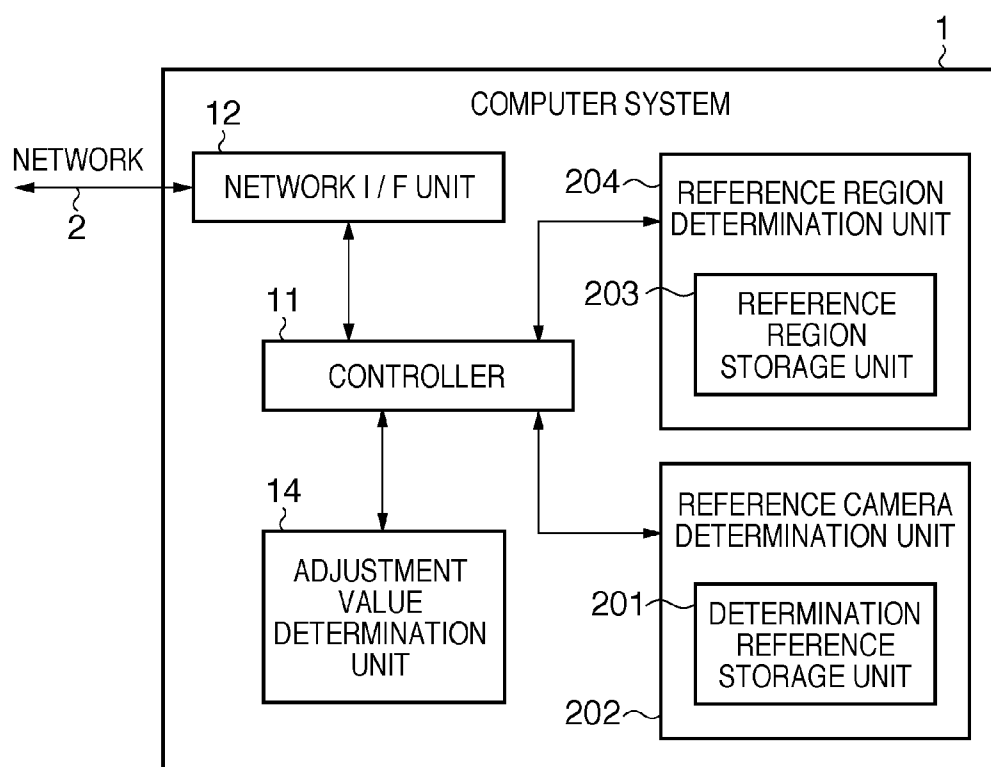 1
COMPUTER SYSTEM
12
NETWORK
NETWORK I / F UNIT
2
204
REFERENCE REGION
DETERMINATION UNIT
203
REFERENCE
REGION
STORAGE UNIT
11
CONTROLLER
14
ADJUSTMENT
VALUE
DETERMINATION
UNIT
REFERENCE CAMERA
DETERMINATION UNIT
201
DETERMINATION
REFERENCE
STORAGE UNIT
202